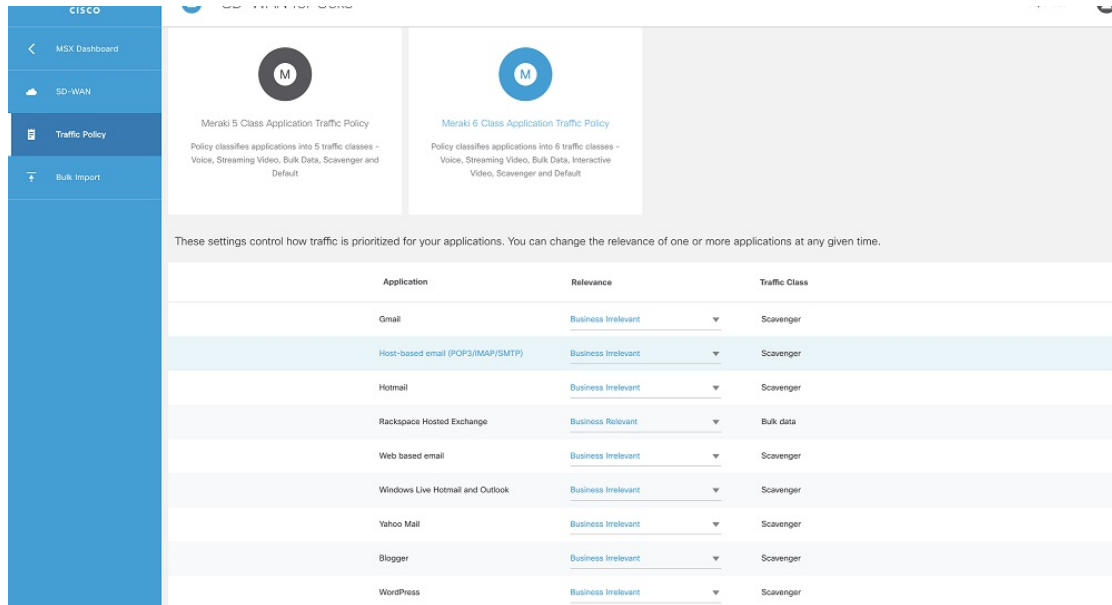 CISCO
MSX Dashboard
SD-WAN
Traffic Policy
Bulk Import
M
Meraki 5 Class Application Traffic Policy
Policy classifies applications into 5 traffic classes -
Voice, Streaming Video, Bulk Data, Scavenger and
Default
M
Meraki 6 Class Application Traffic Policy
Policy classifies applications into 6 traffic classes -
Voice, Streaming Video, Bulk Data, Interactive
Video, Scavenger and Default
These settings control how traffic is prioritized for your applications. You can change the relevance of one or more applications at any given time.
Application Relevance Traffic Class
Gmail Business Irrelevant Scavenger
Host-based email (POP3/IMAP/SMTP) Business Irrelevant Scavenger
Hotmail Business Irrelevant Scavenger
Rackspace Hosted Exchange Business Relevant Bulk data
Web based email Business Irrelevant Scavenger
Windows Live Hotmail and Outlook Business Irrelevant Scavenger
Yahoo Mail Business Irrelevant Scavenger
Blogger Business Irrelevant Scavenger
WordPress Business Irrelevant Scavenger